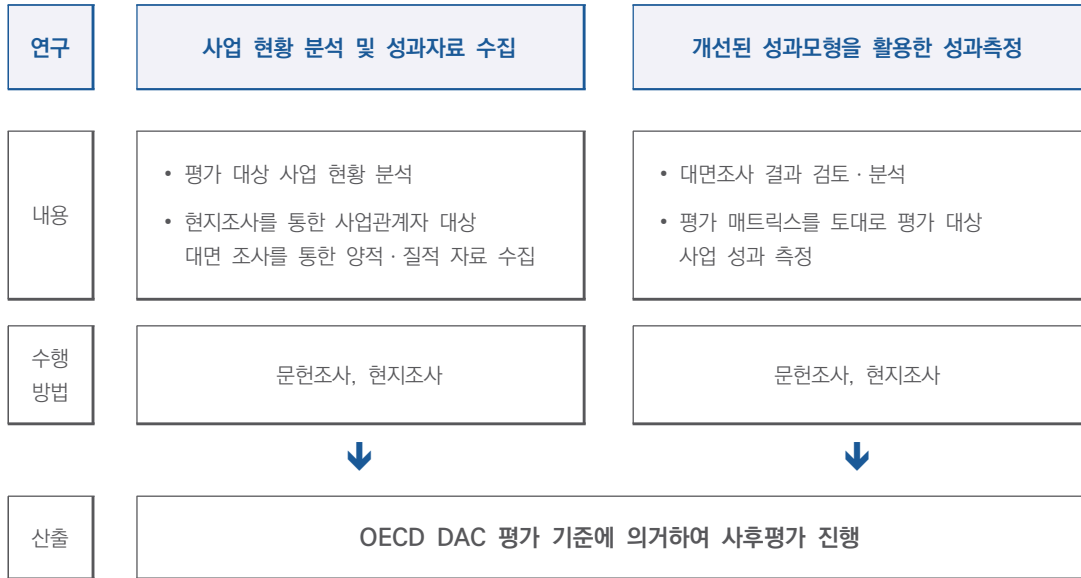 연구
사업 현황 분석 및 성과자료 수집
개선된 성과모형을 활용한 성과측정
내용
• 평가 대상 사업 현황 분석
• 현지조사를 통한 사업관계자 대상
대면 조사를 통한 양적 · 질적 자료 수집
• 대면조사 결과 검토 · 분석
• 평가 매트릭스를 토대로 평가 대상
사업 성과 측정
수행
방법
문헌조사, 현지조사
문헌조사, 현지조사
산출
OECD DAC 평가 기준에 의거하여 사후평가 진행